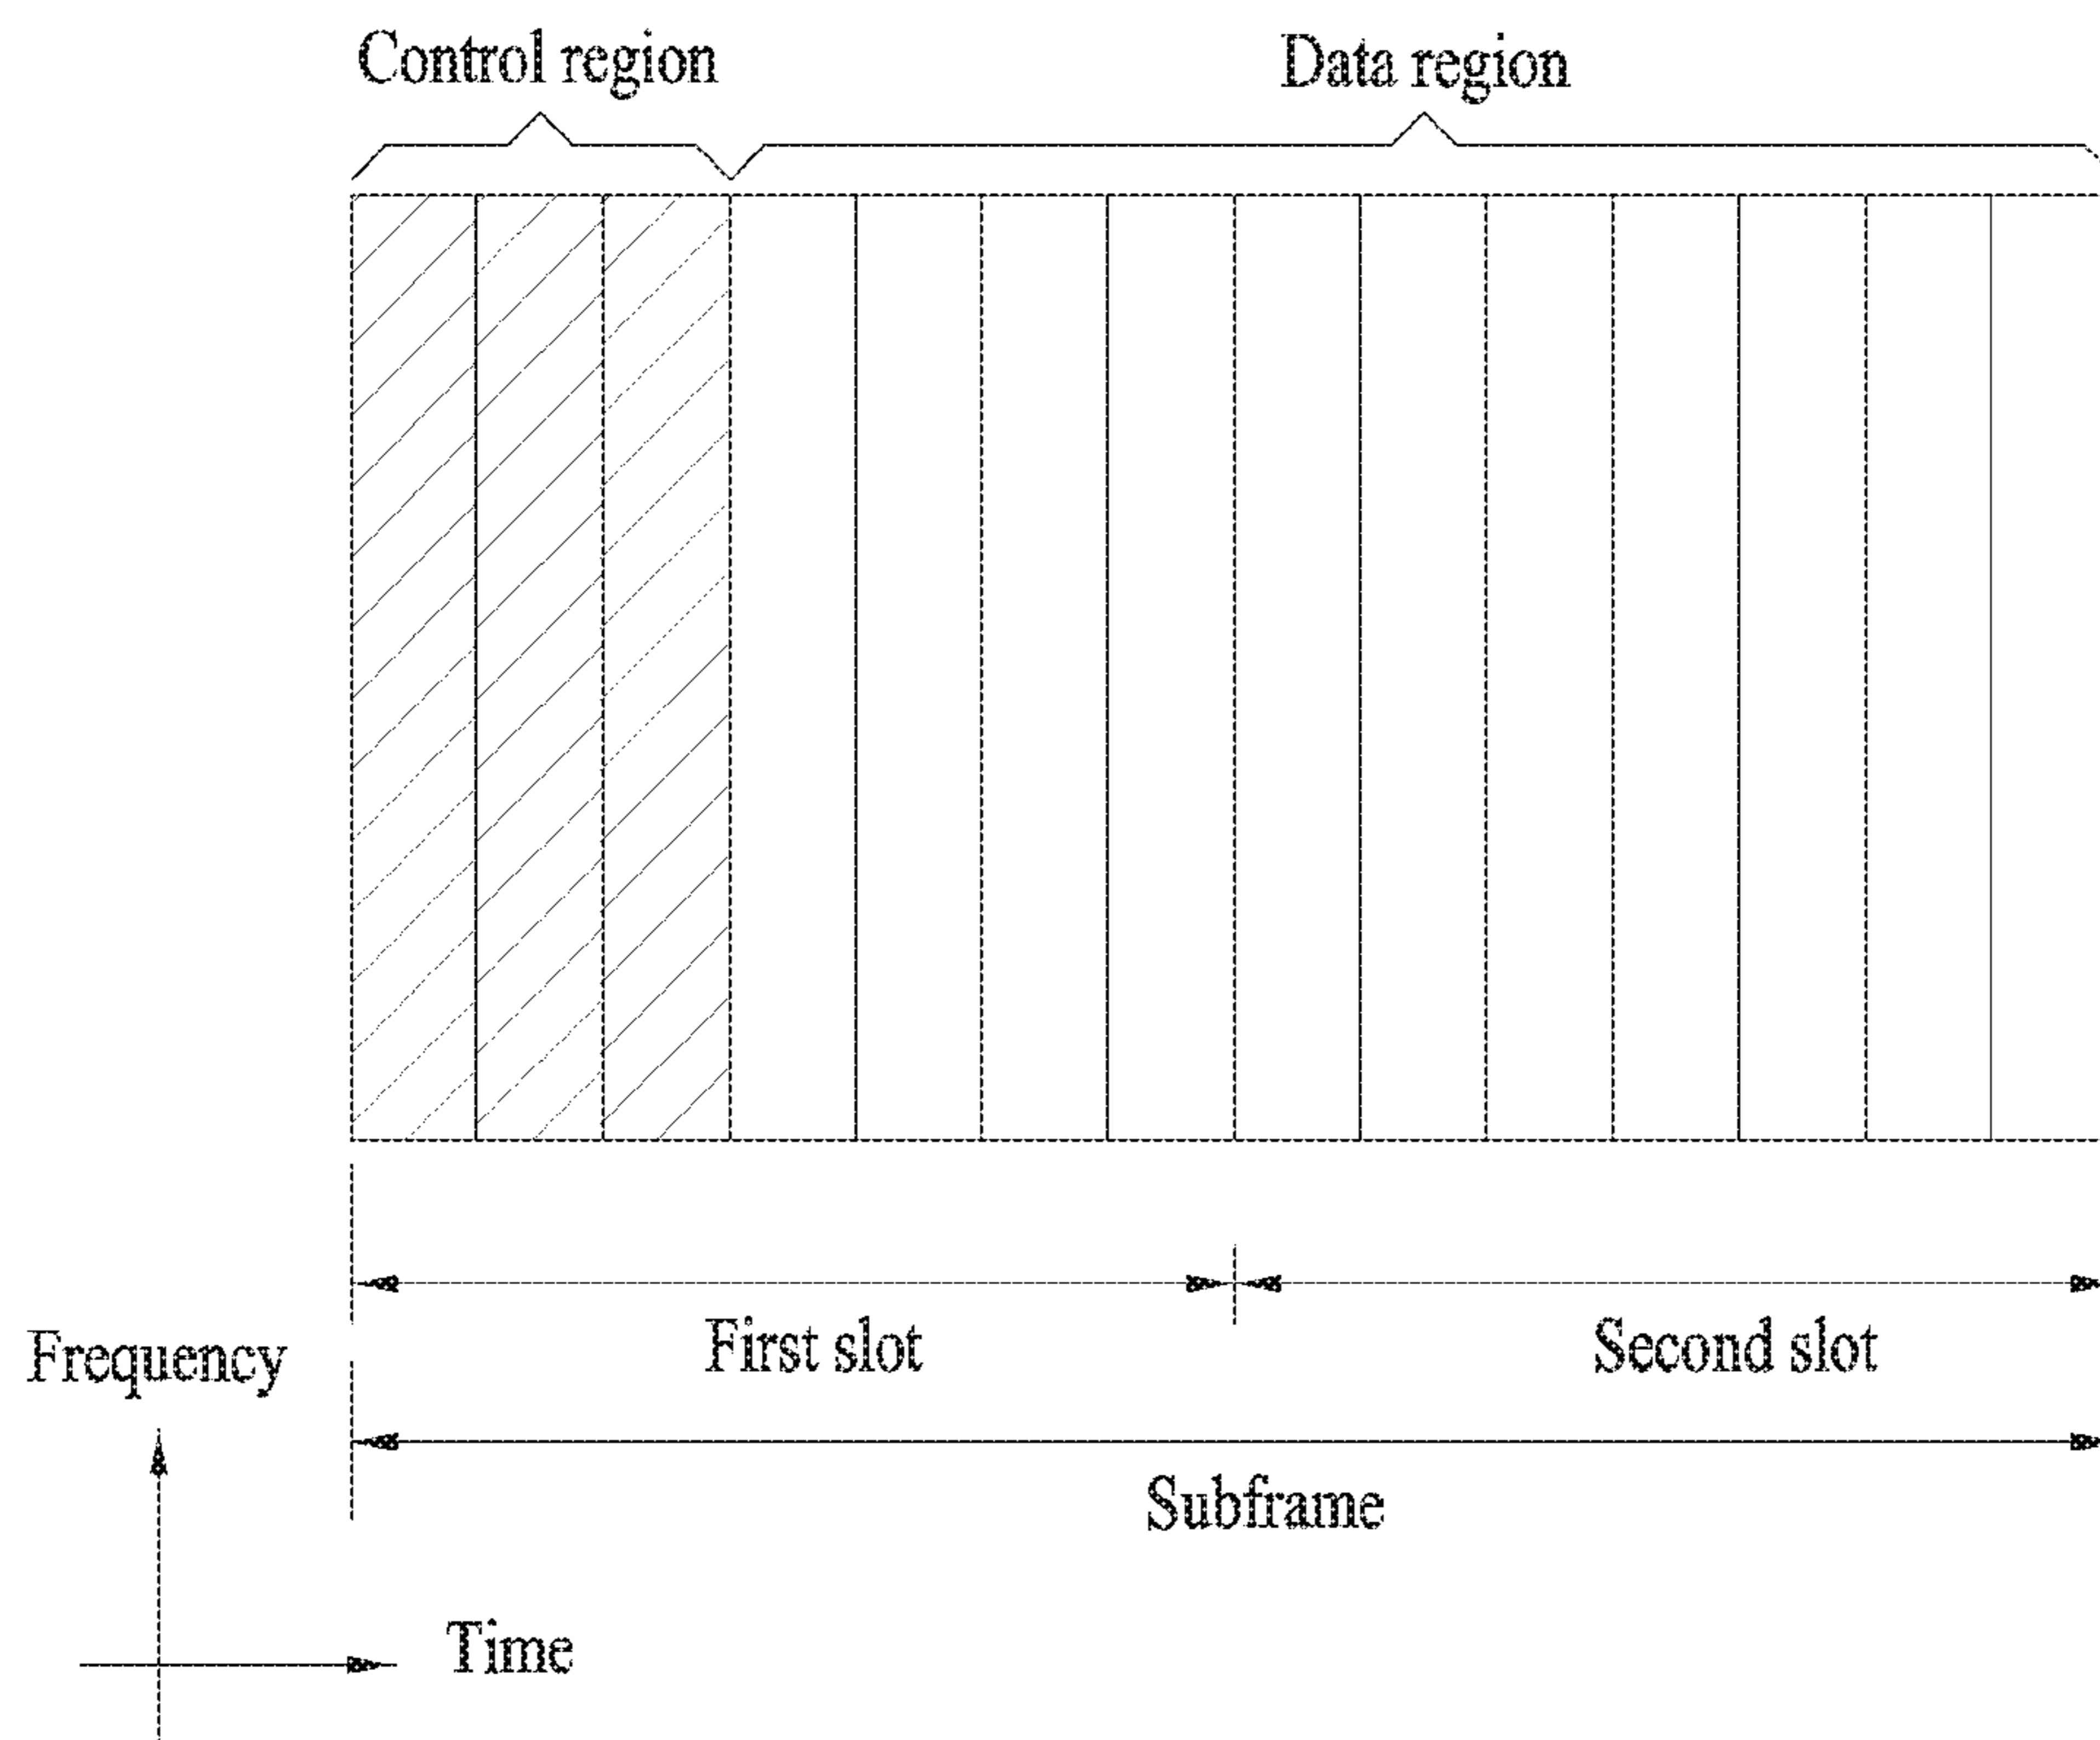 Control region
Data region
First slot
Second slot
Frequency
Subframe
Time